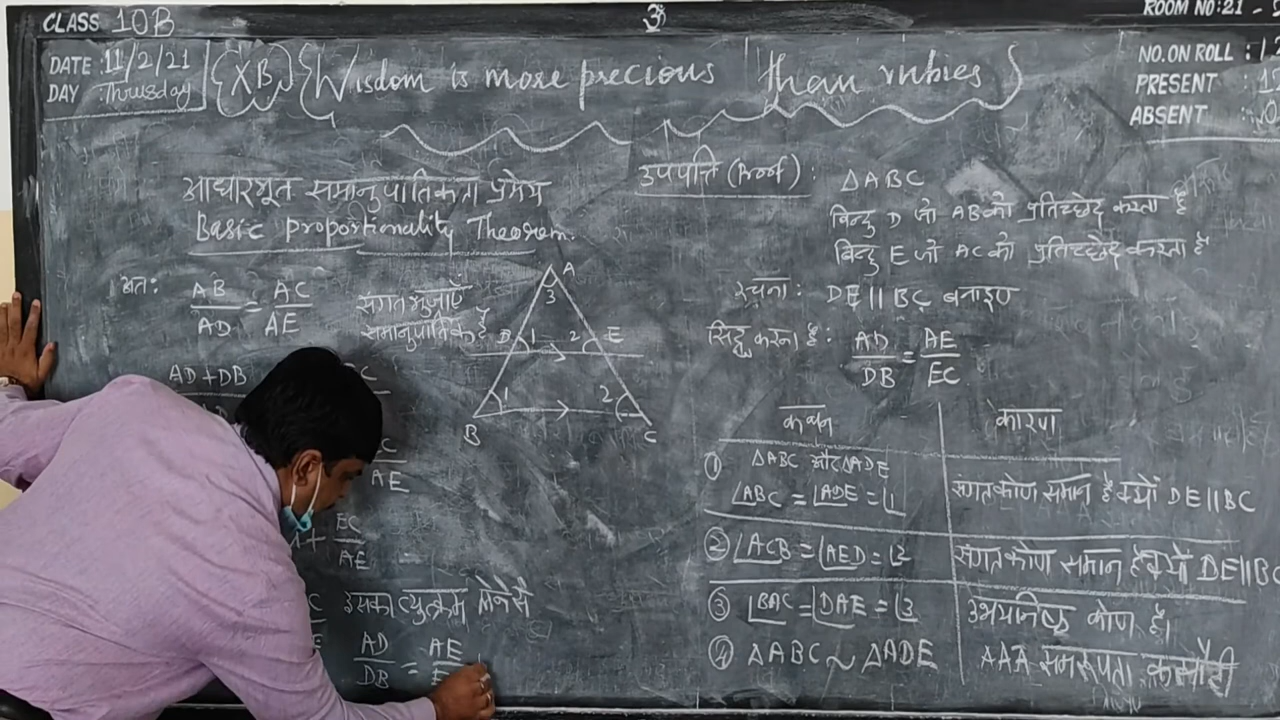 CLASS 10B
ॐ
ROOM NO:21
DATE :11/2/21
DAY :Thrusday
{XB} {Wisdom is more precious than rubies}
NO. ON ROLL :
PRESENT :
ABSENT :
आधारभूत समानुपातिकता प्रमेय
Basic proportionality Theorem.
अतः AB/AD = AC/AE संगत भुजाएँ
समानुपातिक है
AD+DB
AE
EC/AE
इसका व्युत्क्रम लेने से
AD/DB = AE/
A
3
D 1 2 E
1 2
B C
उपपत्ति (Proof) : ΔABC
बिन्दु D जो AB को प्रतिच्छेद करता है
बिन्दु E जो AC को प्रतिच्छेद करता है
रचना: DE || BC बनाइए
सिद्ध करना है: AD/DB = AE/EC
कथन कारण
① ΔABC और ΔADE
∠ABC = ∠ADE = ∠1 संगत कोण समान है क्यों DE || BC
② ∠ACB = ∠AED = ∠2 संगत कोण समान है क्यों DE || BC
③ ∠BAC = ∠DAE = ∠3 उभयनिष्ठ कोण है।
④ ΔABC ~ ΔADE AAA समरूपता कसौटी